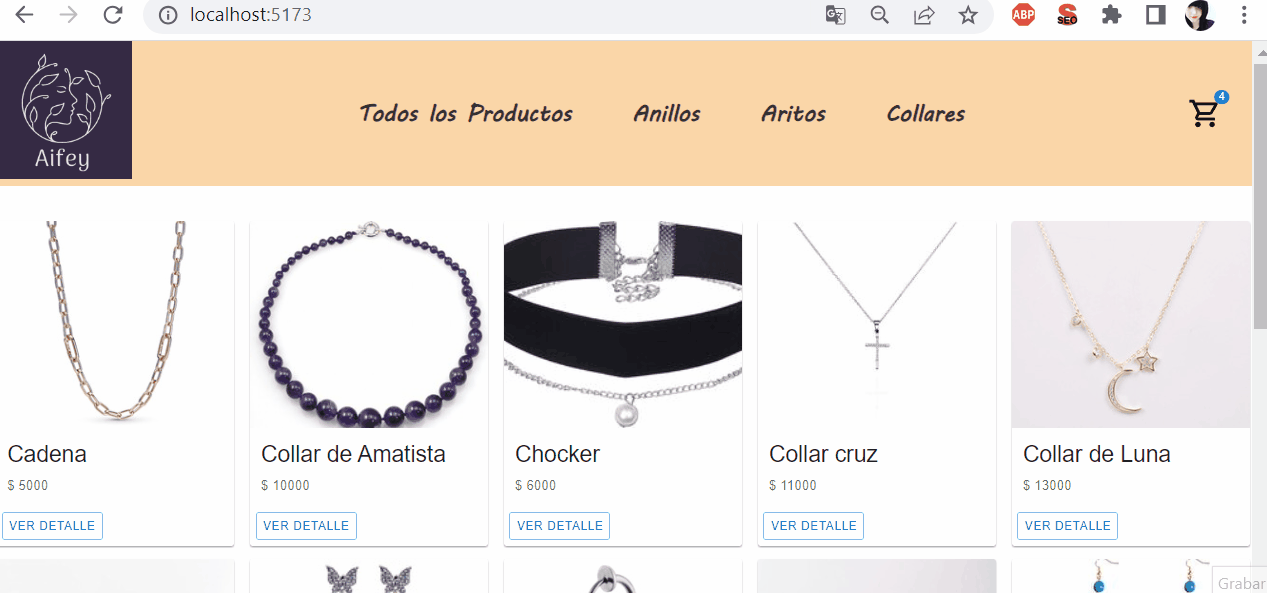 localhost:5173
ABP
SEO
Aifey
Todos los Productos Anillos Aritos Collares
4
Cadena
$ 5000
VER DETALLE
Collar de Amatista
$ 10000
VER DETALLE
Chocker
$ 6000
VER DETALLE
Collar cruz
$ 11000
VER DETALLE
Collar de Luna
$ 13000
VER DETALLE
Grabar